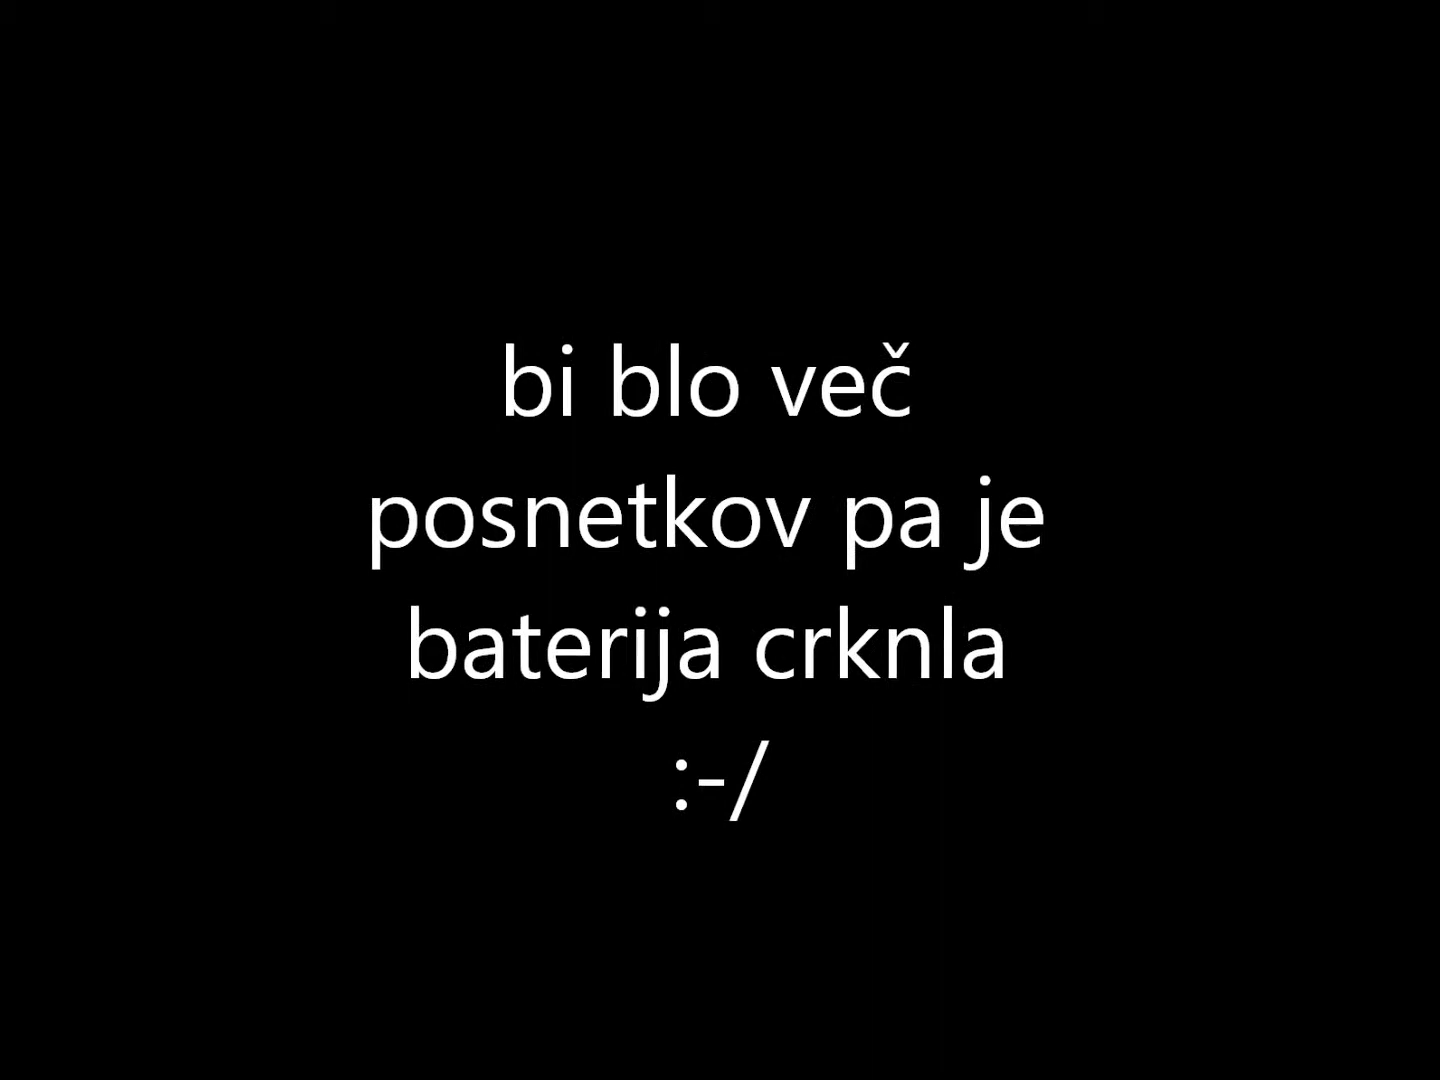 bi blo več
posnetkov pa je
baterija crknla
:-/